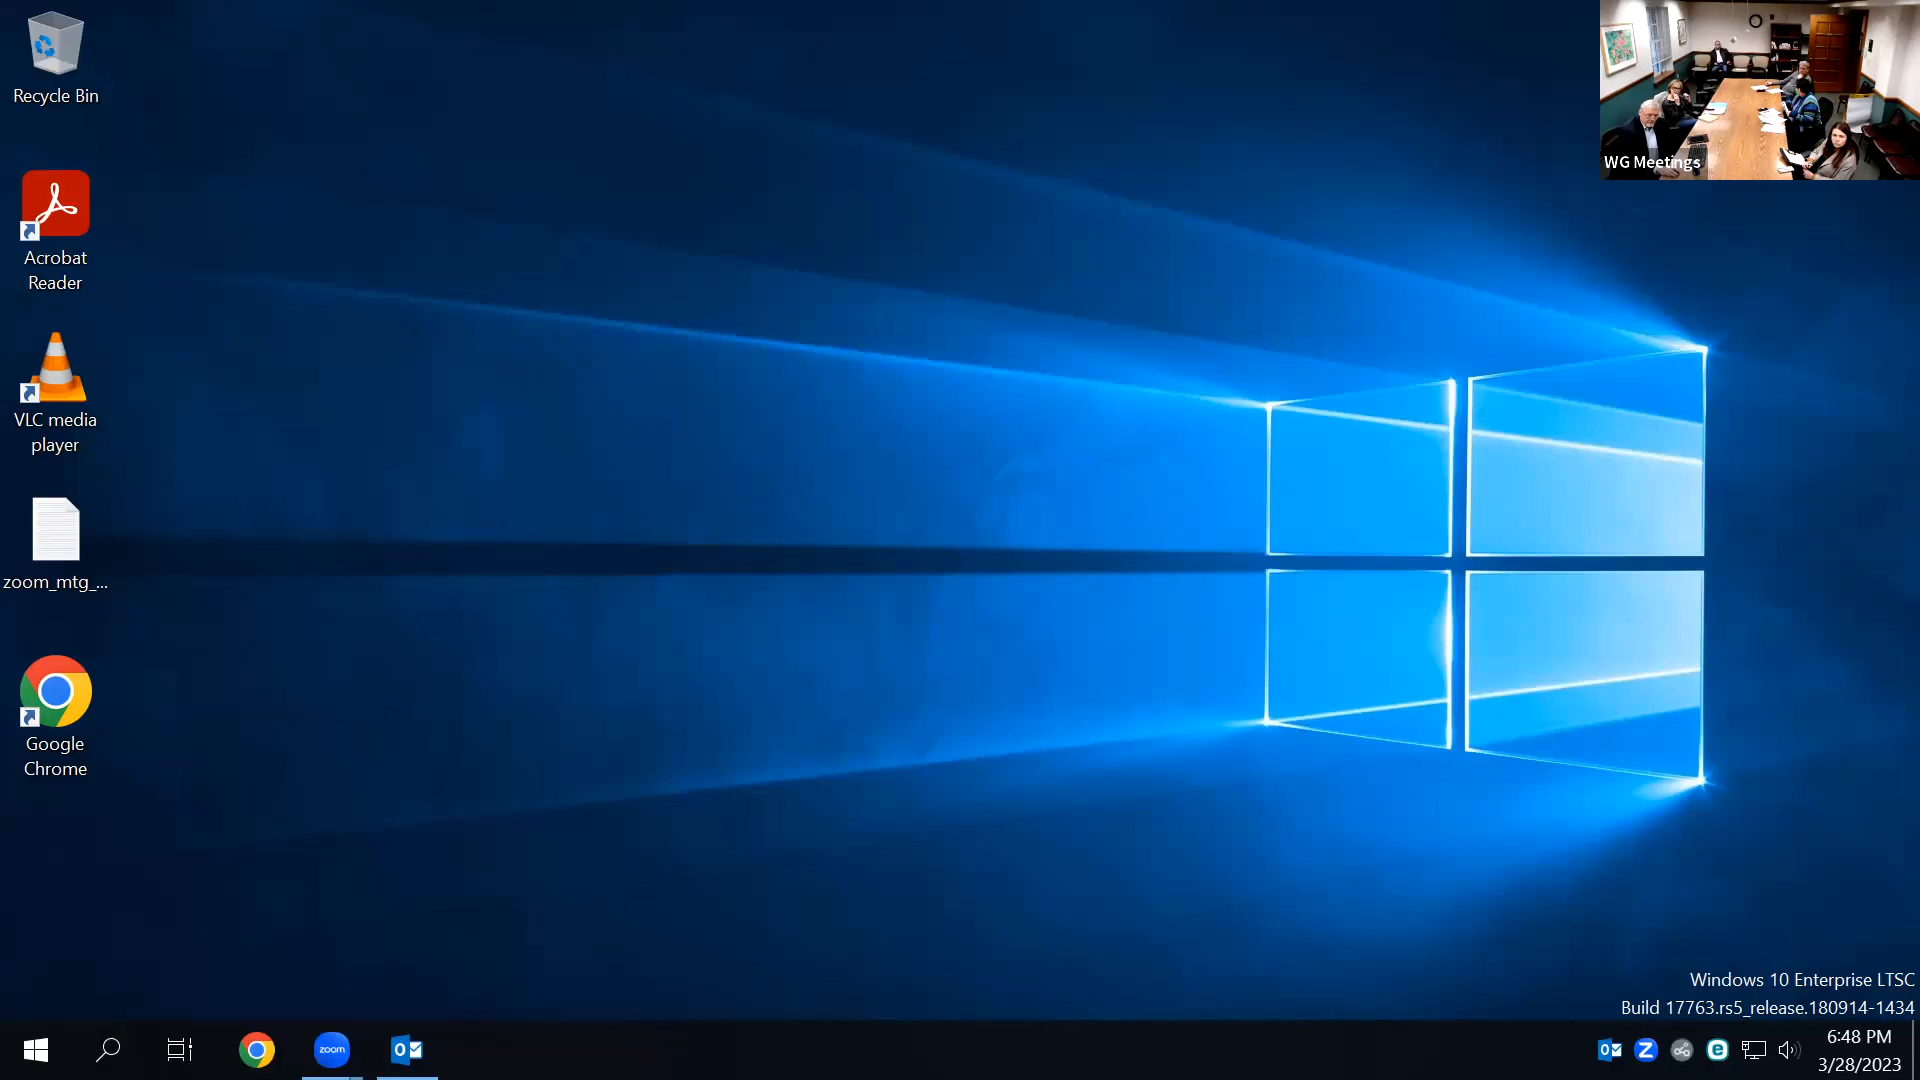 Recycle Bin
WG Meetings
Acrobat
Reader
VLC media
player
zoom_mtg_...
Google
Chrome
Windows 10 Enterprise LTSC
Build 17763.rs5_release.180914-1434
zoom
6:48 PM
3/28/2023